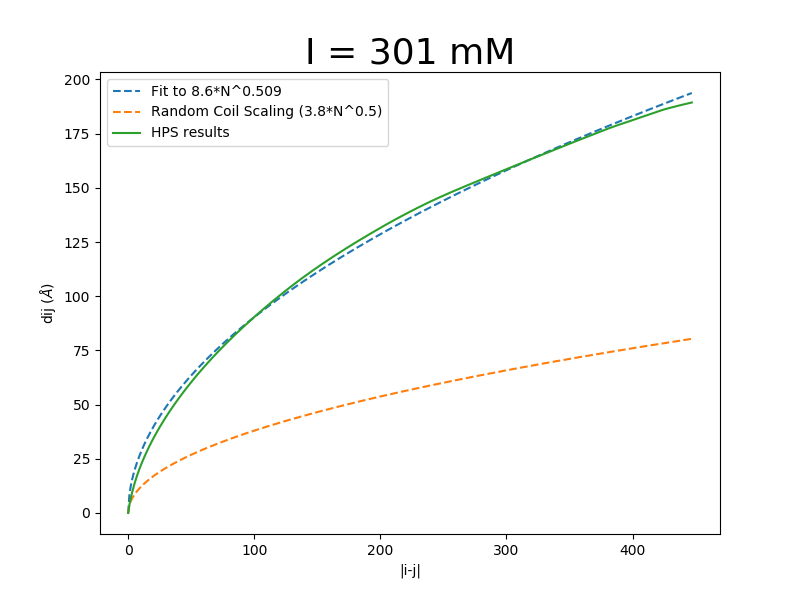 I = 301 mM
Fit to 8.6*N^0.509
Random Coil Scaling (3.8*N^0.5)
HPS results
200
175
150
125
100
75
50
25
0
dij (Å)
0 100 200 300 400
|i-j|